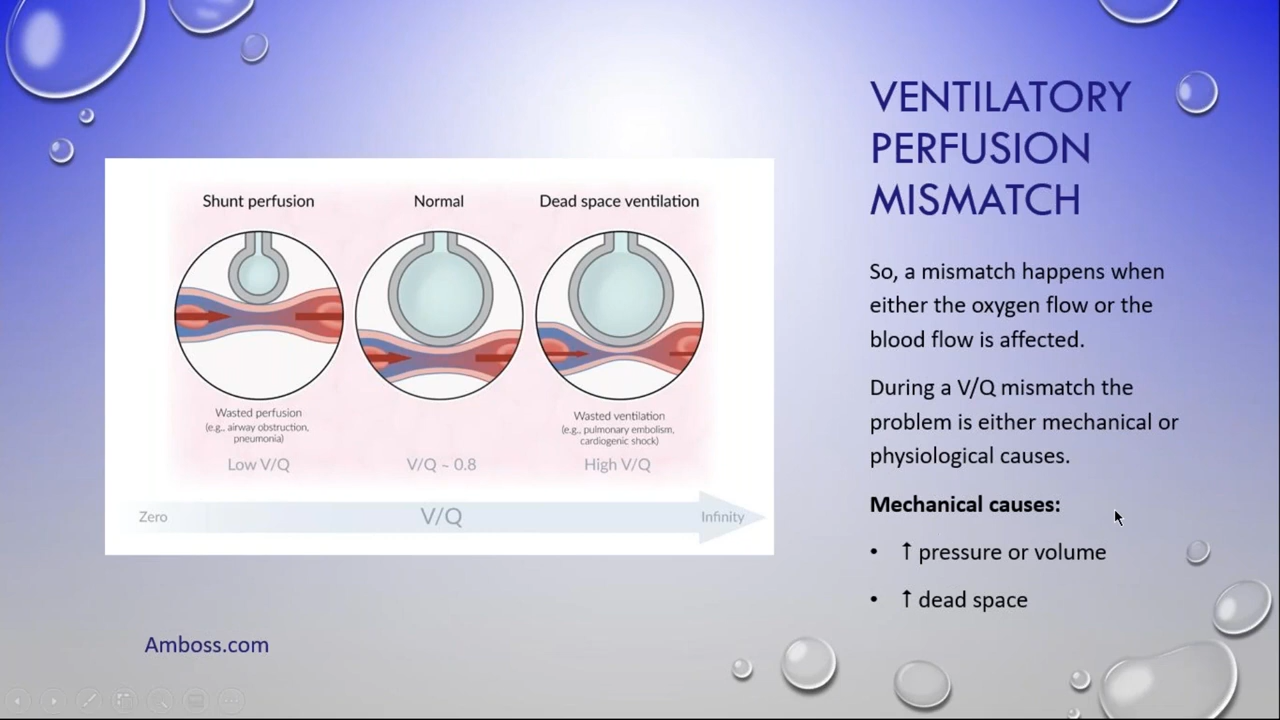 VENTILATORY
PERFUSION
MISMATCH
Shunt perfusion
Normal
Dead space ventilation
Wasted perfusion
(e.g., airway obstruction,
pneumonia)
Wasted ventilation
(e.g., pulmonary embolism,
cardiogenic shock)
Low V/Q
V/Q ~ 0.8
High V/Q
Zero
V/Q
Infinity
Amboss.com
So, a mismatch happens when
either the oxygen flow or the
blood flow is affected.
During a V/Q mismatch the
problem is either mechanical or
physiological causes.
Mechanical causes:
• ↑ pressure or volume
• ↑ dead space